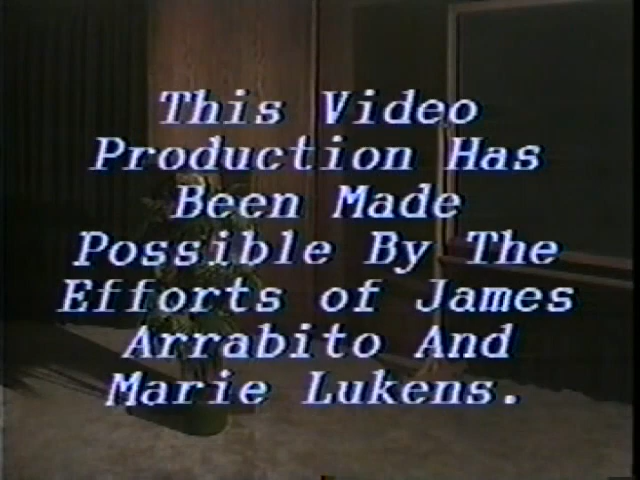 This Video
Production Has
Been Made
Possible By The
Efforts of James
Arrabito And
Marie Lukens.